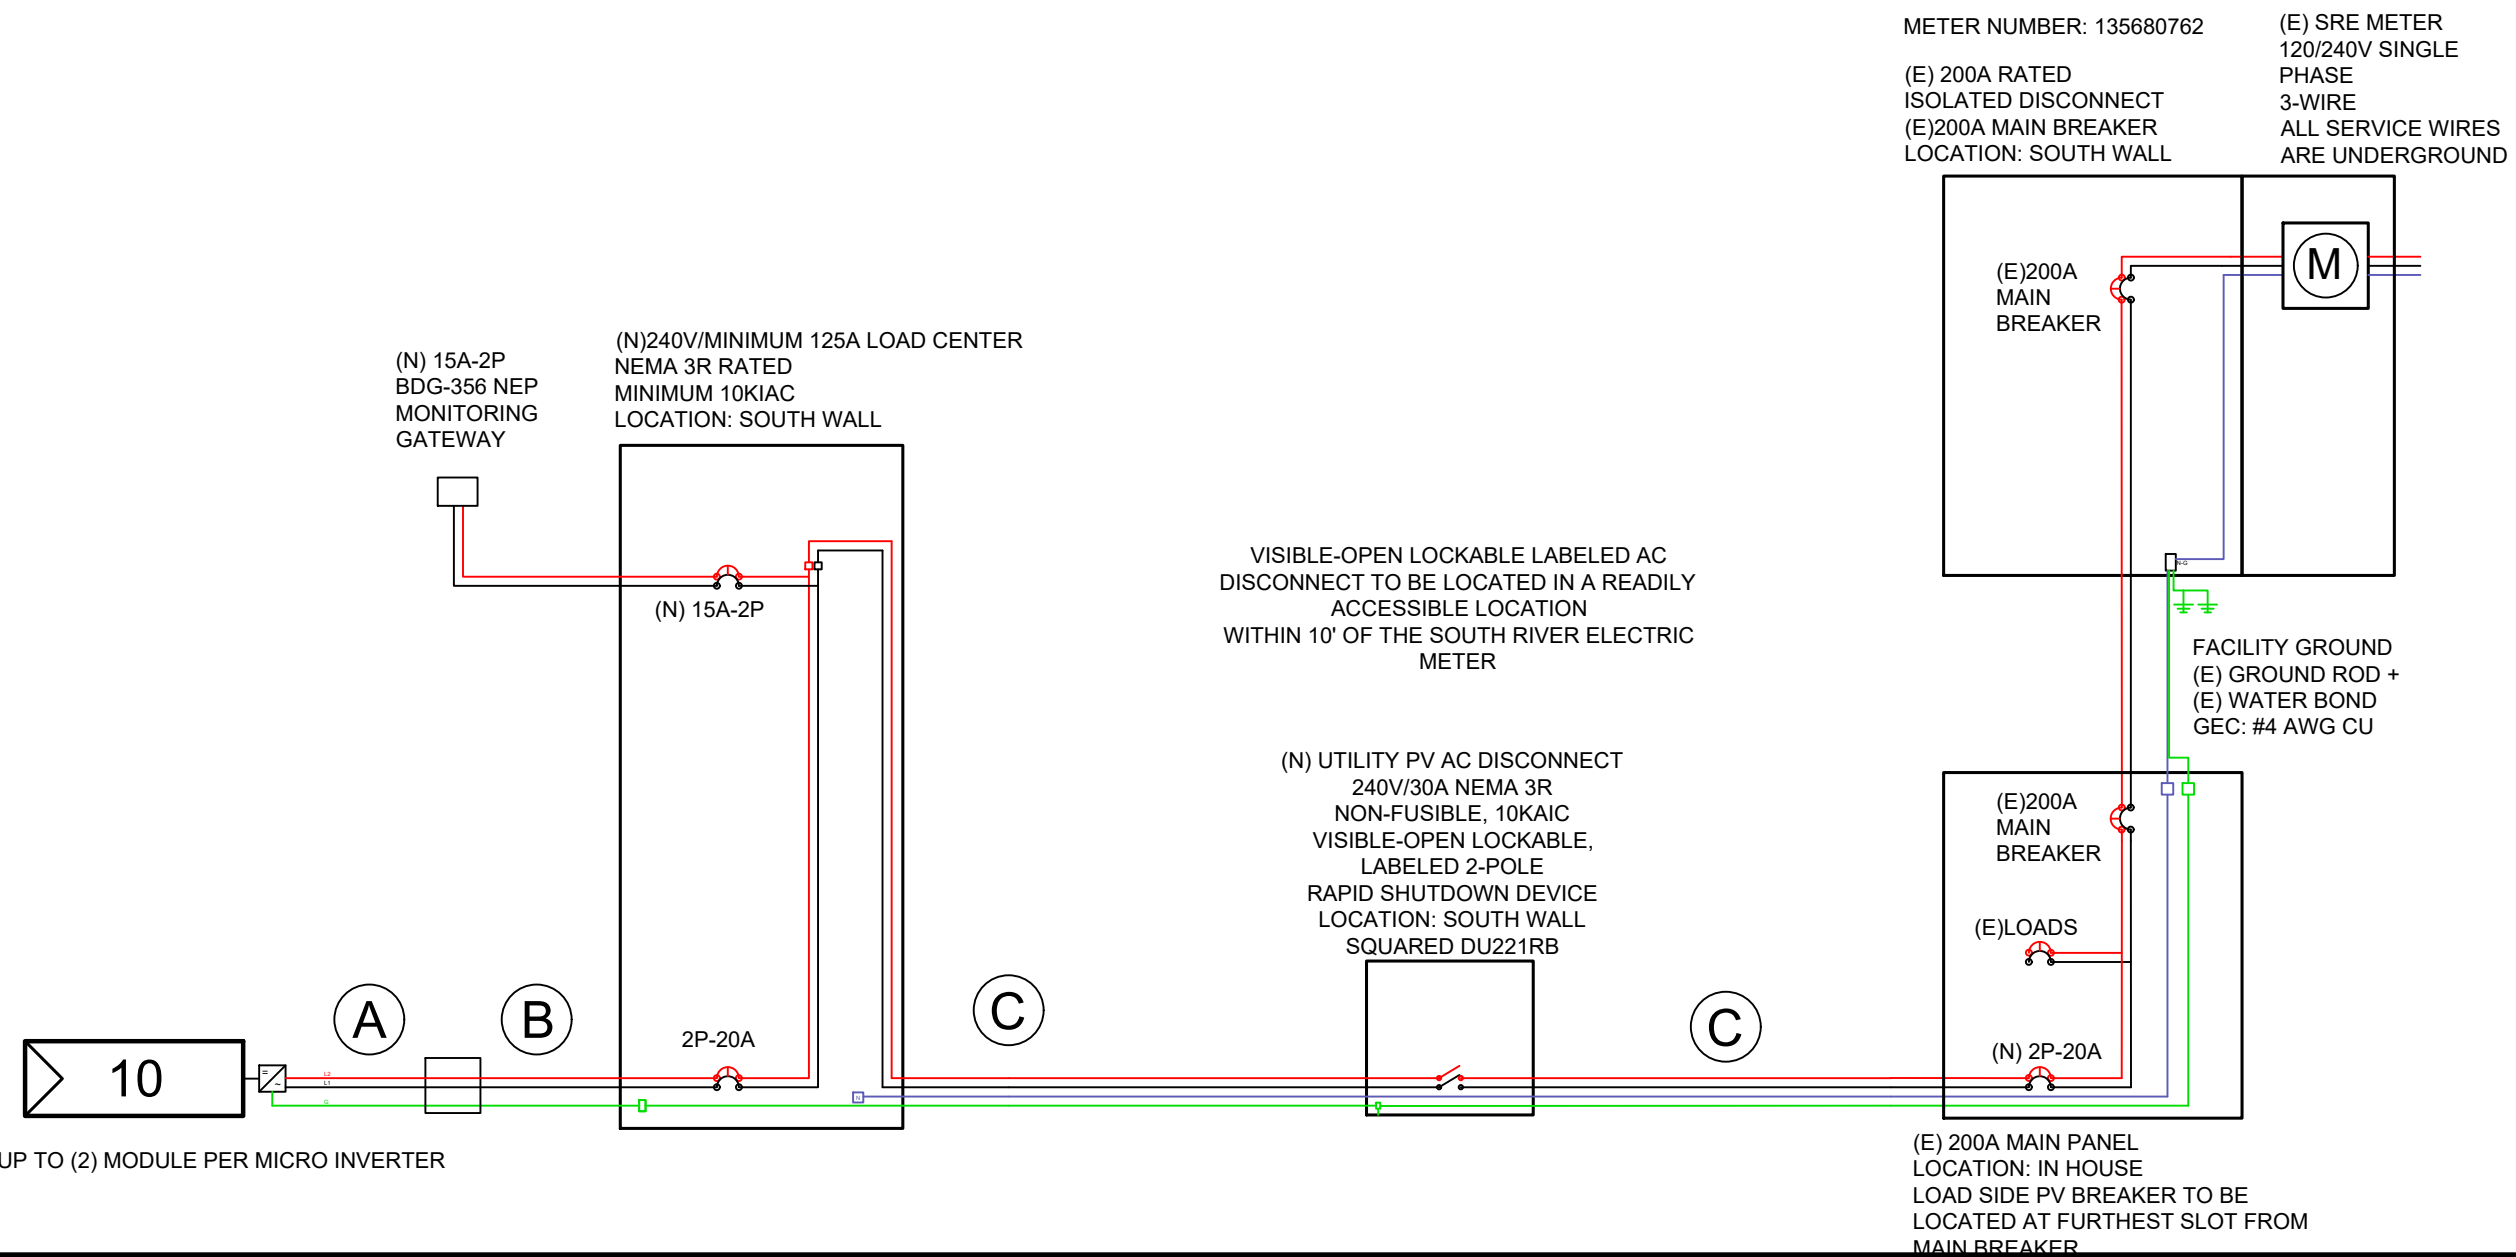 METER NUMBER: 135680762
(E) 200A RATED
ISOLATED DISCONNECT
(E)200A MAIN BREAKER
LOCATION: SOUTH WALL
(E) SRE METER
120/240V SINGLE
PHASE
3-WIRE
ALL SERVICE WIRES
ARE UNDERGROUND
M
(E)200A
MAIN
BREAKER
N-G
(N) 15A-2P
BDG-356 NEP
MONITORING
GATEWAY
(N)240V/MINIMUM 125A LOAD CENTER
NEMA 3R RATED
MINIMUM 10KIAC
LOCATION: SOUTH WALL
(N) 15A-2P
VISIBLE-OPEN LOCKABLE LABELED AC
DISCONNECT TO BE LOCATED IN A READILY
ACCESSIBLE LOCATION
WITHIN 10' OF THE SOUTH RIVER ELECTRIC
METER
FACILITY GROUND
(E) GROUND ROD +
(E) WATER BOND
GEC: #4 AWG CU
(N) UTILITY PV AC DISCONNECT
240V/30A NEMA 3R
NON-FUSIBLE, 10KAIC
VISIBLE-OPEN LOCKABLE,
LABELED 2-POLE
RAPID SHUTDOWN DEVICE
LOCATION: SOUTH WALL
SQUARED DU221RB
(E)200A
MAIN
BREAKER
(E)LOADS
(N) 2P-20A
A
B
C
C
2P-20A
10
L2
L1
G
N
UP TO (2) MODULE PER MICRO INVERTER
(E) 200A MAIN PANEL
LOCATION: IN HOUSE
LOAD SIDE PV BREAKER TO BE
LOCATED AT FURTHEST SLOT FROM
MAIN BREAKER